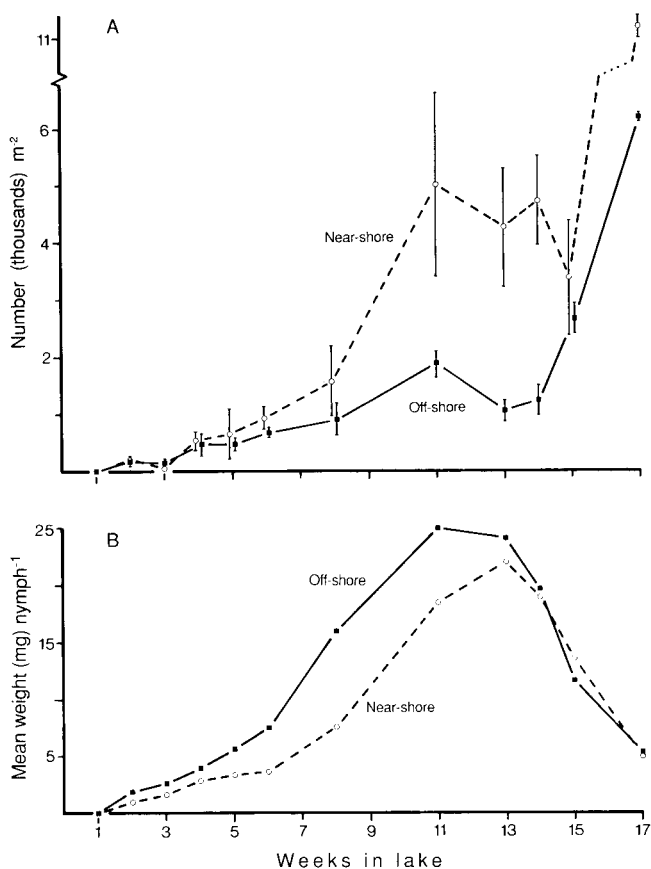 A
11
6
4
2
Number (thousands) m⁻²
Near-shore
Off-shore
B
25
15
5
Mean weight (mg) nymph⁻¹
Off-shore
Near-shore
1 3 5 7 9 11 13 15 17
Weeks in lake